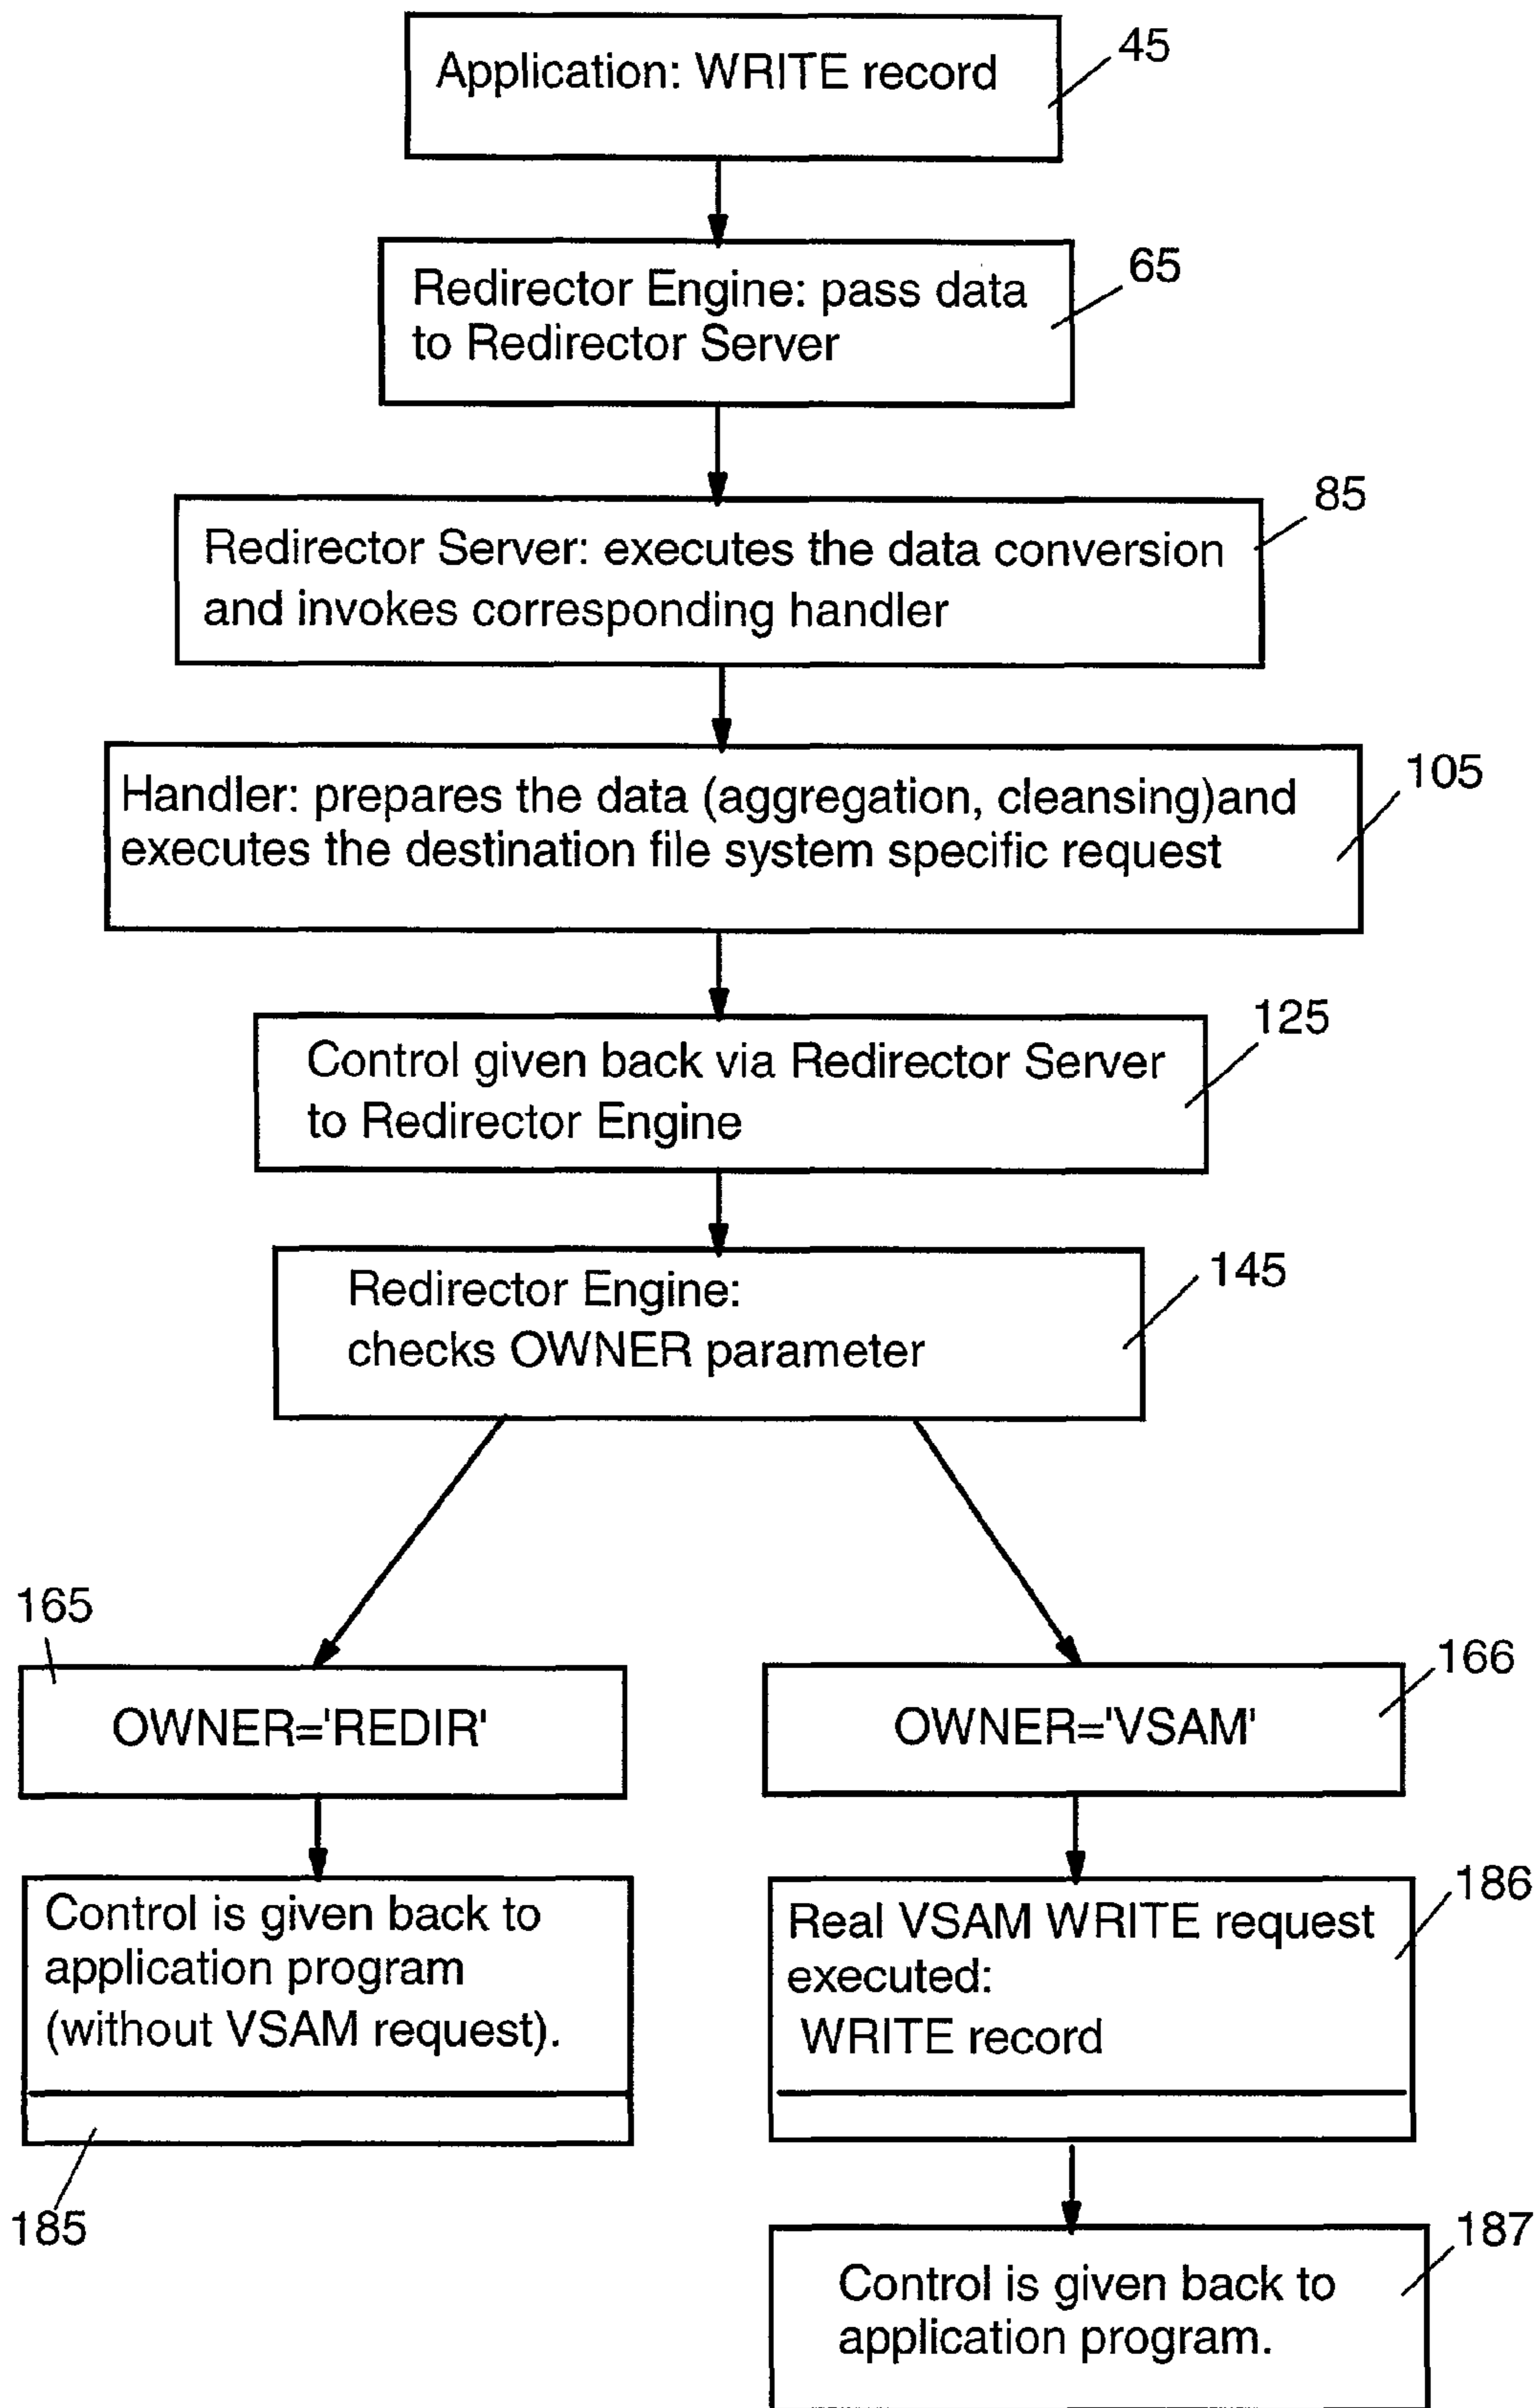 Application: WRITE record
45
Redirector Engine: pass data
to Redirector Server
65
Redirector Server: executes the data conversion
and invokes corresponding handler
85
Handler: prepares the data (aggregation, cleansing)and
executes the destination file system specific request
105
Control given back via Redirector Server
to Redirector Engine
125
Redirector Engine:
checks OWNER parameter
145
165
OWNER='REDIR'
OWNER='VSAM'
166
Control is given back to
application program
(without VSAM request).
185
Real VSAM WRITE request
executed:
WRITE record
186
Control is given back to
application program.
187